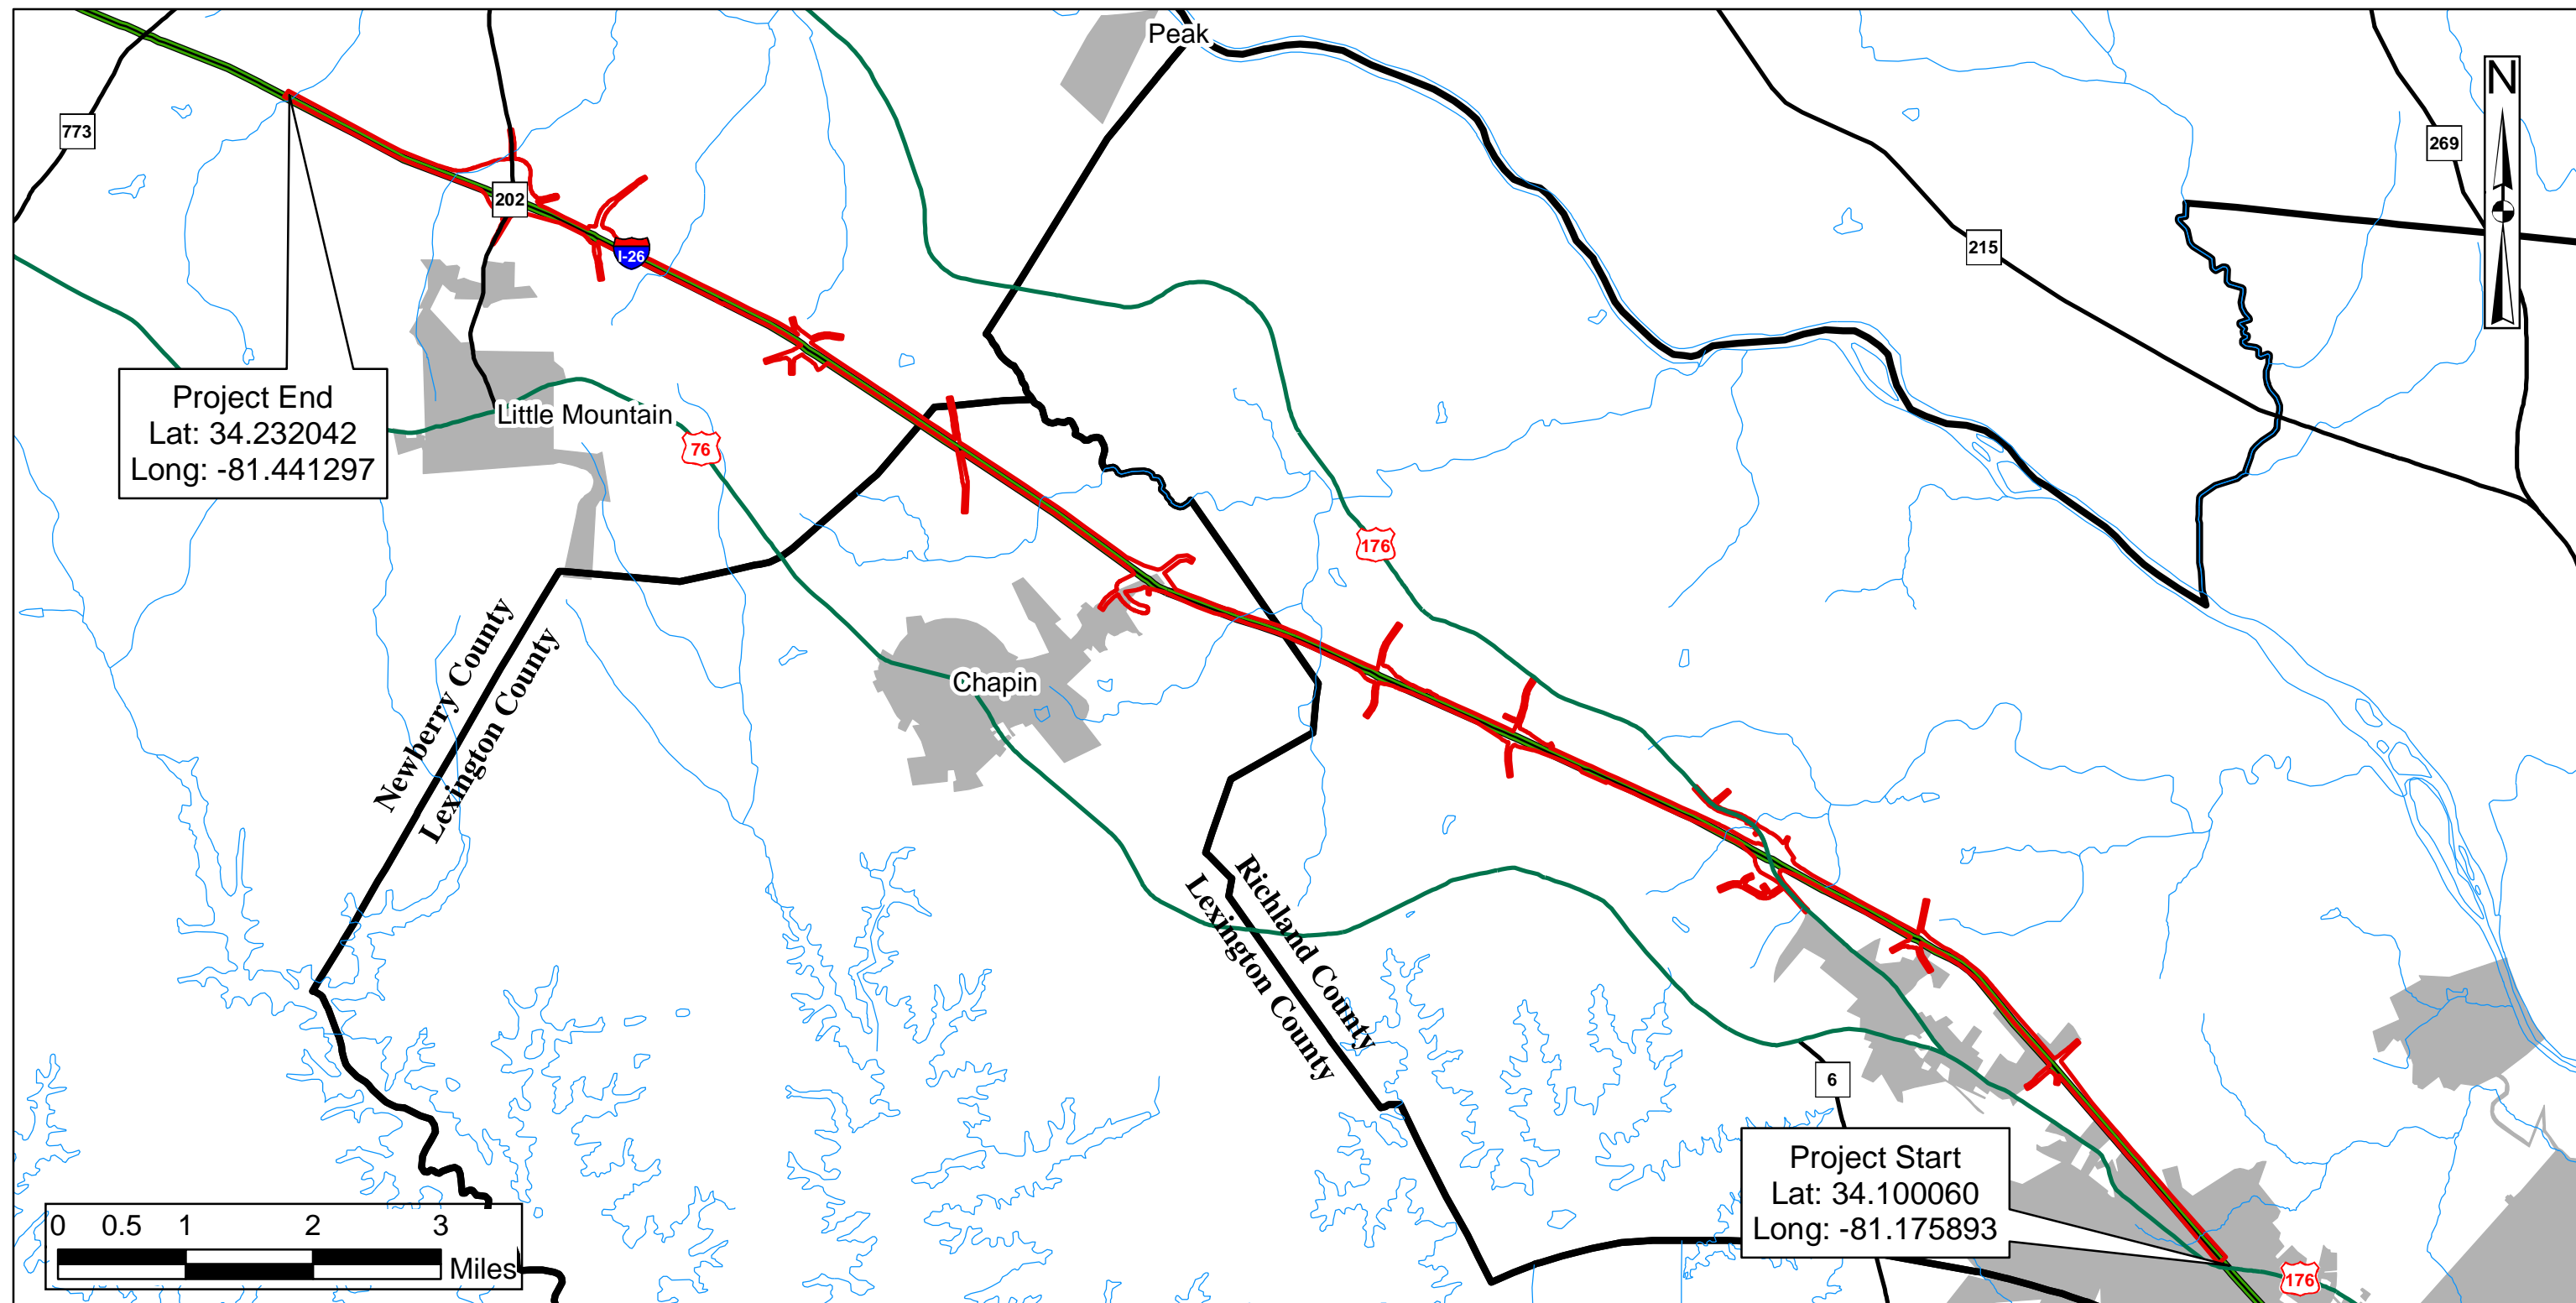 Peak
N
773
269
202
215
I-26
Project End
Lat: 34.232042
Long: -81.441297
Little Mountain
76
176
Newberry County
Lexington County
Chapin
Richland County
Lexington County
6
Project Start
Lat: 34.100060
Long: -81.175893
0 0.5 1 2 3
Miles
176